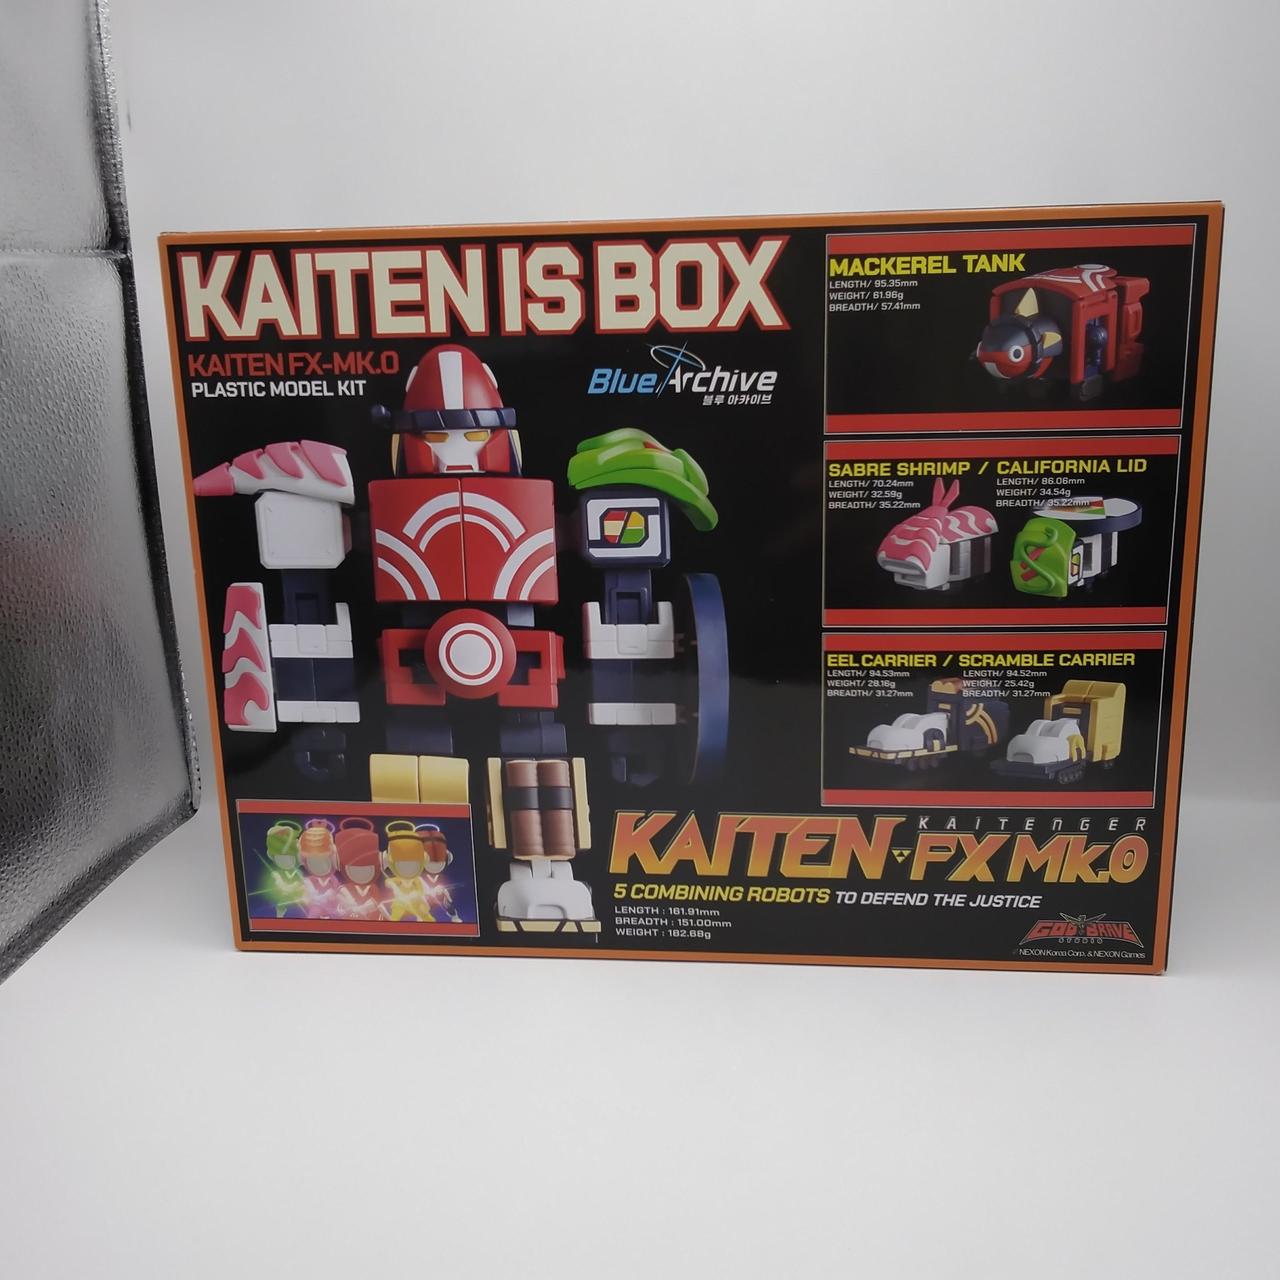 KAITEN IS BOX
KAITEN FX-MK.0
PLASTIC MODEL KIT
Blue Archive
블루 아카이브
MACKEREL TANK
LENGTH/ 95.35mm
WEIGHT/ 61.96g
BREADTH/ 57.41mm
SABRE SHRIMP / CALIFORNIA LID
LENGTH/ 70.24mm
WEIGHT/ 32.59g
BREADTH/ 35.22mm
LENGTH/ 86.06mm
WEIGHT/ 34.54g
BREADTH/ 35.22mm
EEL CARRIER / SCRAMBLE CARRIER
LENGTH/ 94.53mm
WEIGHT/ 28.16g
BREADTH/ 31.27mm
LENGTH/ 94.52mm
WEIGHT/ 25.42g
BREADTH/ 31.27mm
KAITENGER
KAITEN FX Mk.0
5 COMBINING ROBOTS TO DEFEND THE JUSTICE
LENGTH : 161.91mm
BREADTH : 151.00mm
WEIGHT : 182.68g
GOD BRAVE
STUDIO
© NEXON Korea Corp. & NEXON Games